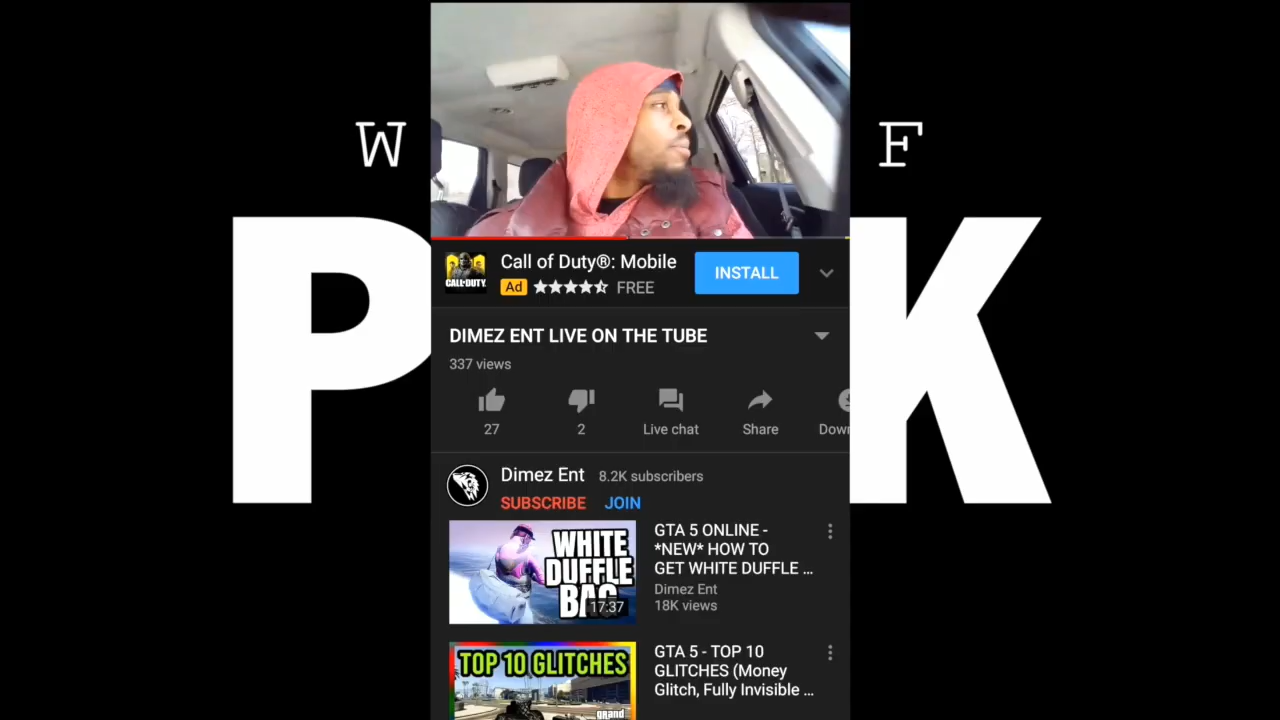 W F
P K
Call of Duty®: Mobile
INSTALL
CALL·DUTY
Ad FREE
DIMEZ ENT LIVE ON THE TUBE
337 views
27 2 Live chat Share Down
Dimez Ent 8.2K subscribers
SUBSCRIBE JOIN
WHITE
DUFFLE
BAG
17:37
GTA 5 ONLINE -
*NEW* HOW TO
GET WHITE DUFFLE ...
Dimez Ent
18K views
TOP 10 GLITCHES
grand
GTA 5 - TOP 10
GLITCHES (Money
Glitch, Fully Invisible ...